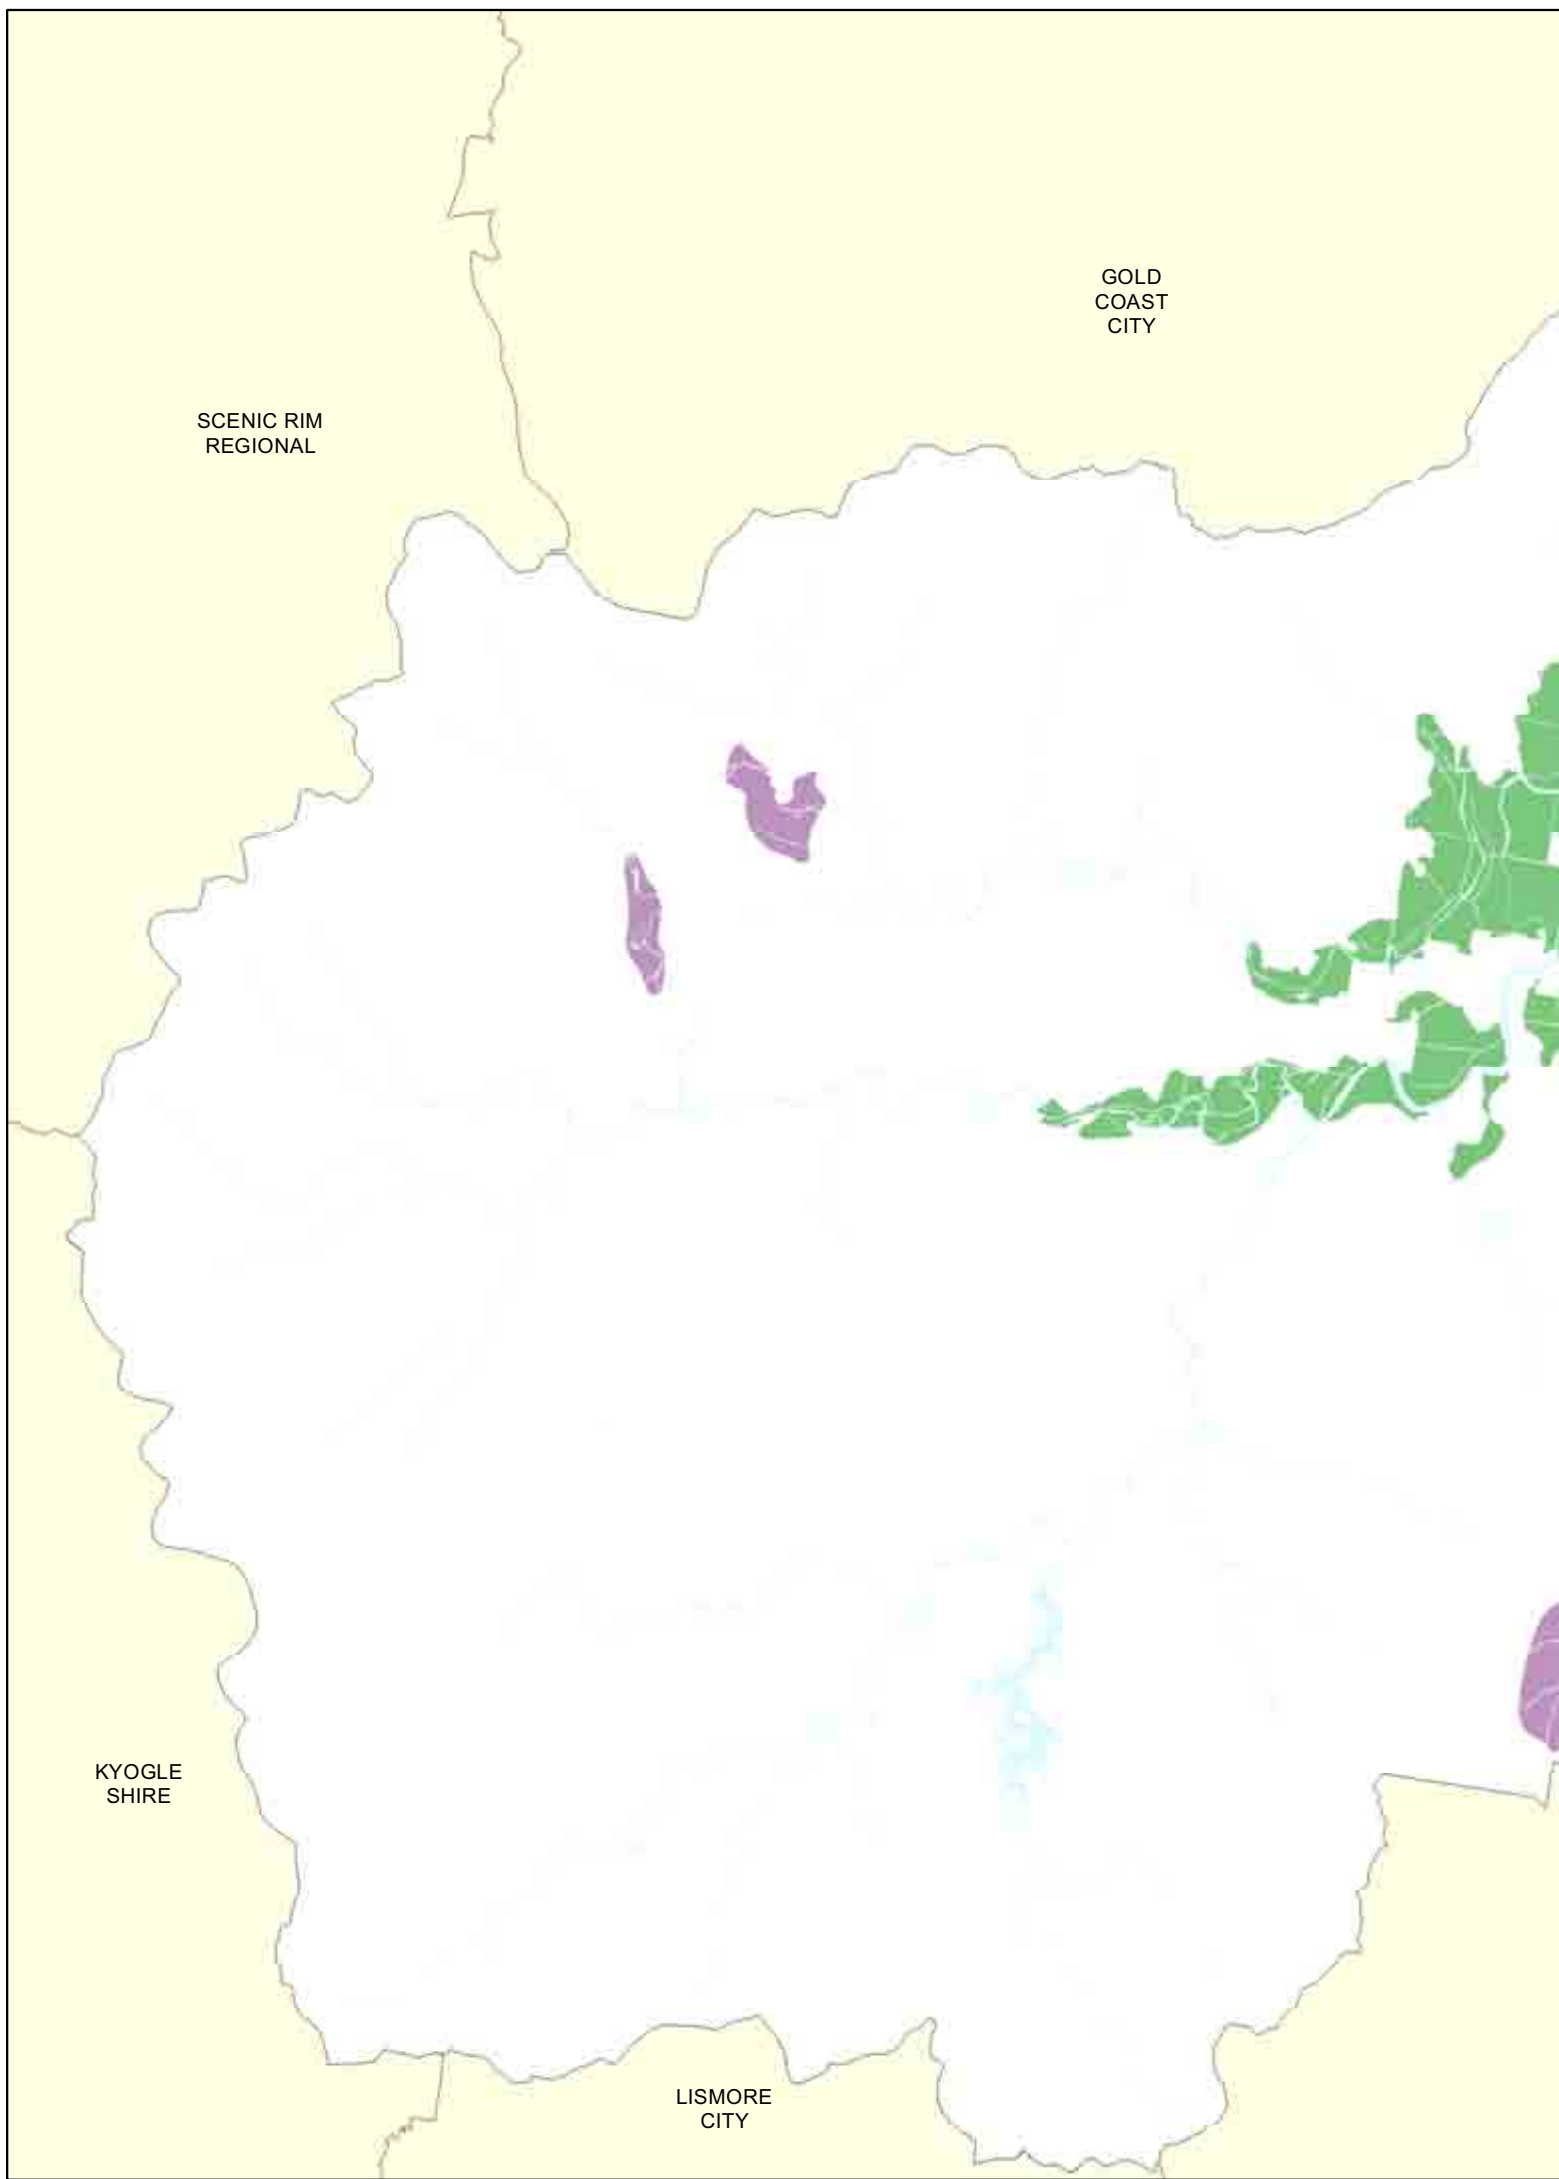 GOLD
COAST
CITY
SCENIC RIM
REGIONAL
KYOGLE
SHIRE
LISMORE
CITY